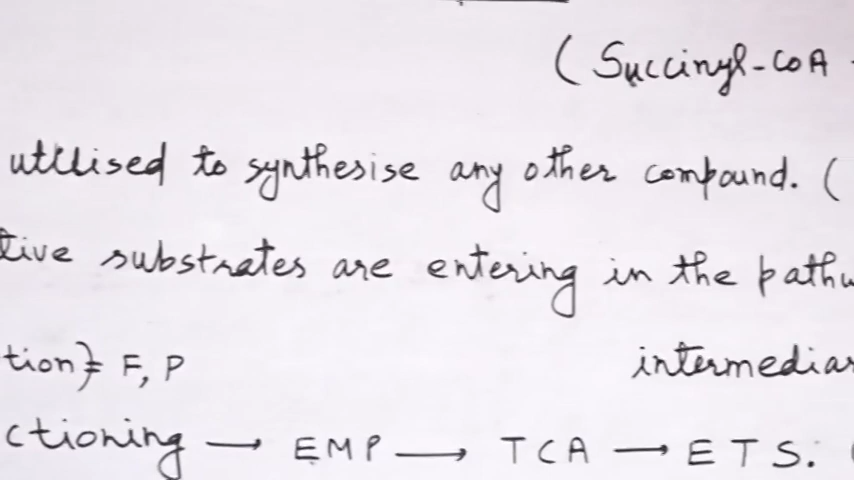 (Succinyl-CoA
utilised to synthesise any other compound. (
tive substrates are entering in the pathw
tion} = F, P intermediar
ctioning → EMP → TCA → ETS. (